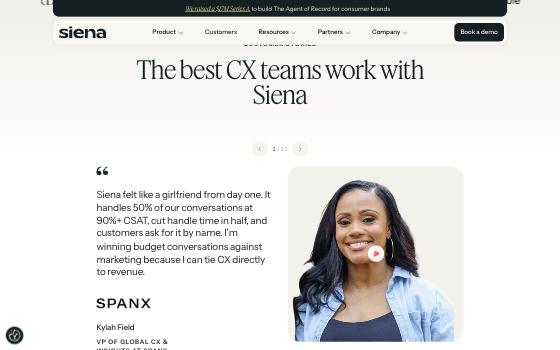 We raised a $27M Series A to build The Agent of Record for consumer brands
siena
Product
Customers
Resources
Partners
Company
Book a demo
CUSTOMER STORIES
The best CX teams work with
Siena
1 / 11
“
Siena felt like a girlfriend from day one. It
handles 50% of our conversations at
90%+ CSAT, cut handle time in half, and
customers ask for it by name. I'm
winning budget conversations against
marketing because I can tie CX directly
to revenue.
SPANX
Kylah Field
VP OF GLOBAL CX &
INSIGHTS AT SPANX